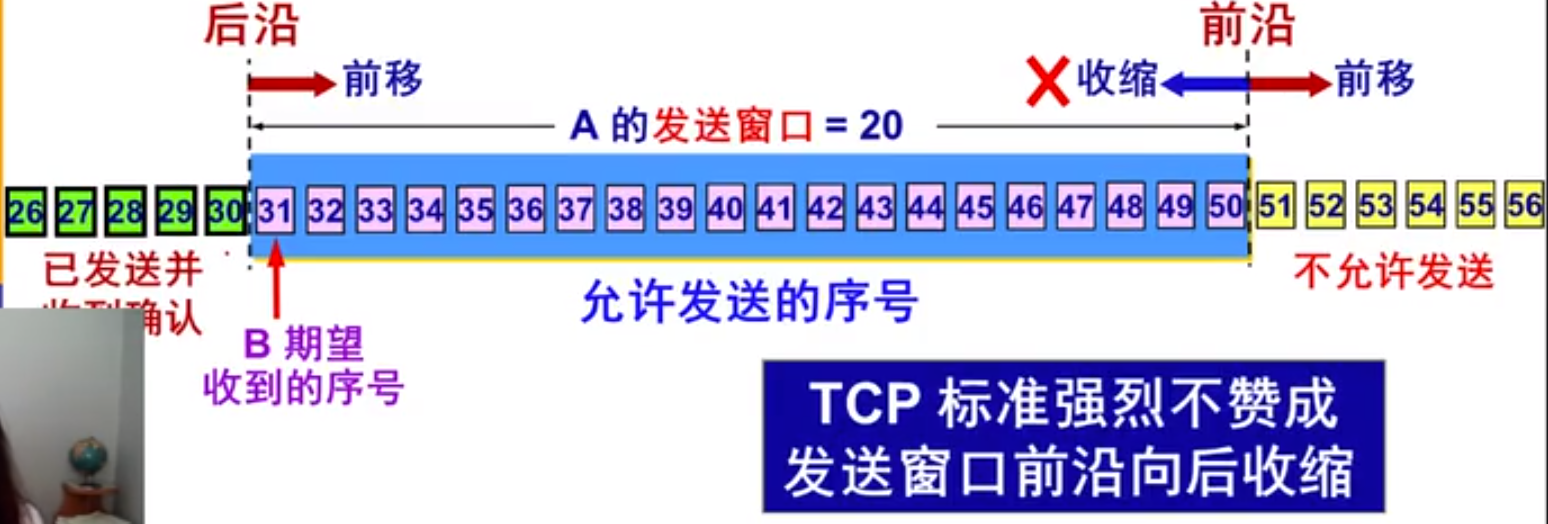 后沿
前沿
前移
收缩
前移
A 的发送窗口 = 20
26 27 28 29 30 31 32 33 34 35 36 37 38 39 40 41 42 43 44 45 46 47 48 49 50 51 52 53 54 55 56
已发送并
收到确认
允许发送的序号
不允许发送
B 期望
收到的序号
TCP 标准强烈不赞成
发送窗口前沿向后收缩